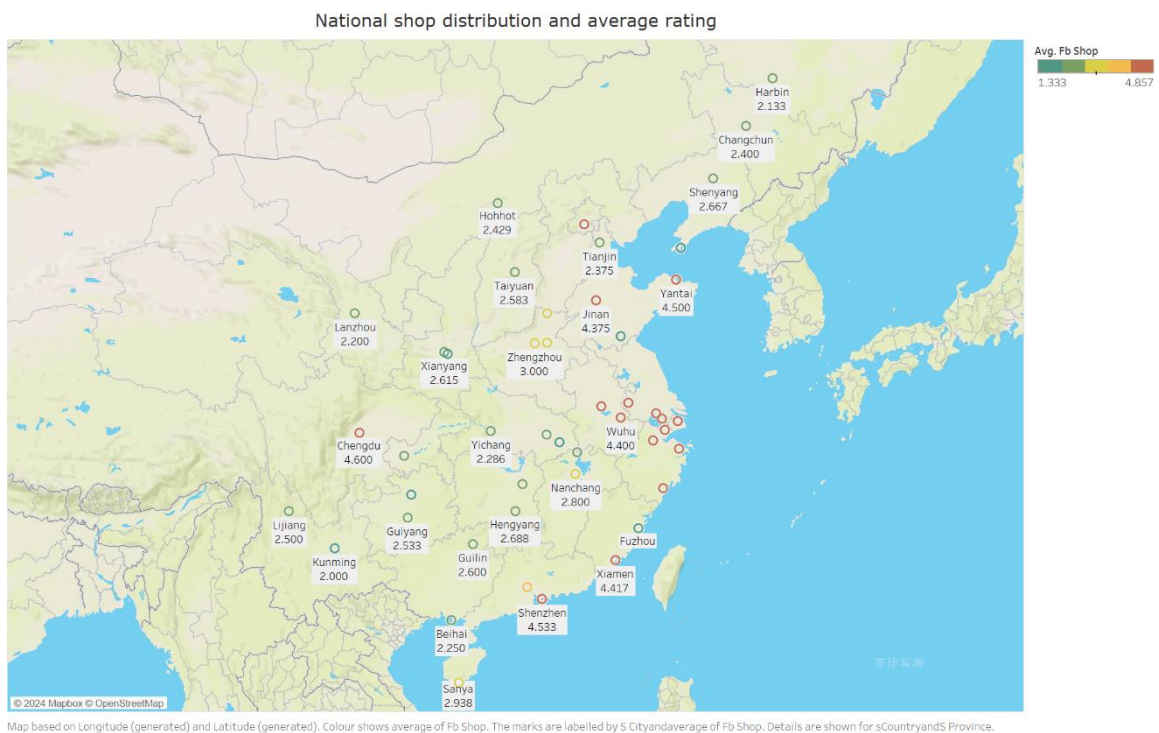 National shop distribution and average rating
Avg. Fb Shop
1.333 4.857
Harbin
2.133
Changchun
2.400
Shenyang
2.667
Hohhot
2.429
Tianjin
2.375
Taiyuan
2.583
Yantai
4.500
Jinan
4.375
Lanzhou
2.200
Xianyang
2.615
Zhengzhou
3.000
Chengdu
4.600
Yichang
2.286
Wuhu
4.400
Nanchang
2.800
Lijiang
2.500
Guiyang
2.533
Hengyang
2.688
Fuzhou
Kunming
2.000
Guilin
2.600
Xiamen
4.417
Shenzhen
4.533
Beihai
2.250
Sanya
2.938
© 2024 Mapbox © OpenStreetMap
Map based on Longitude (generated) and Latitude (generated). Colour shows average of Fb Shop. The marks are labelled by S Cityandaverage of Fb Shop. Details are shown for sCountryandS Province.